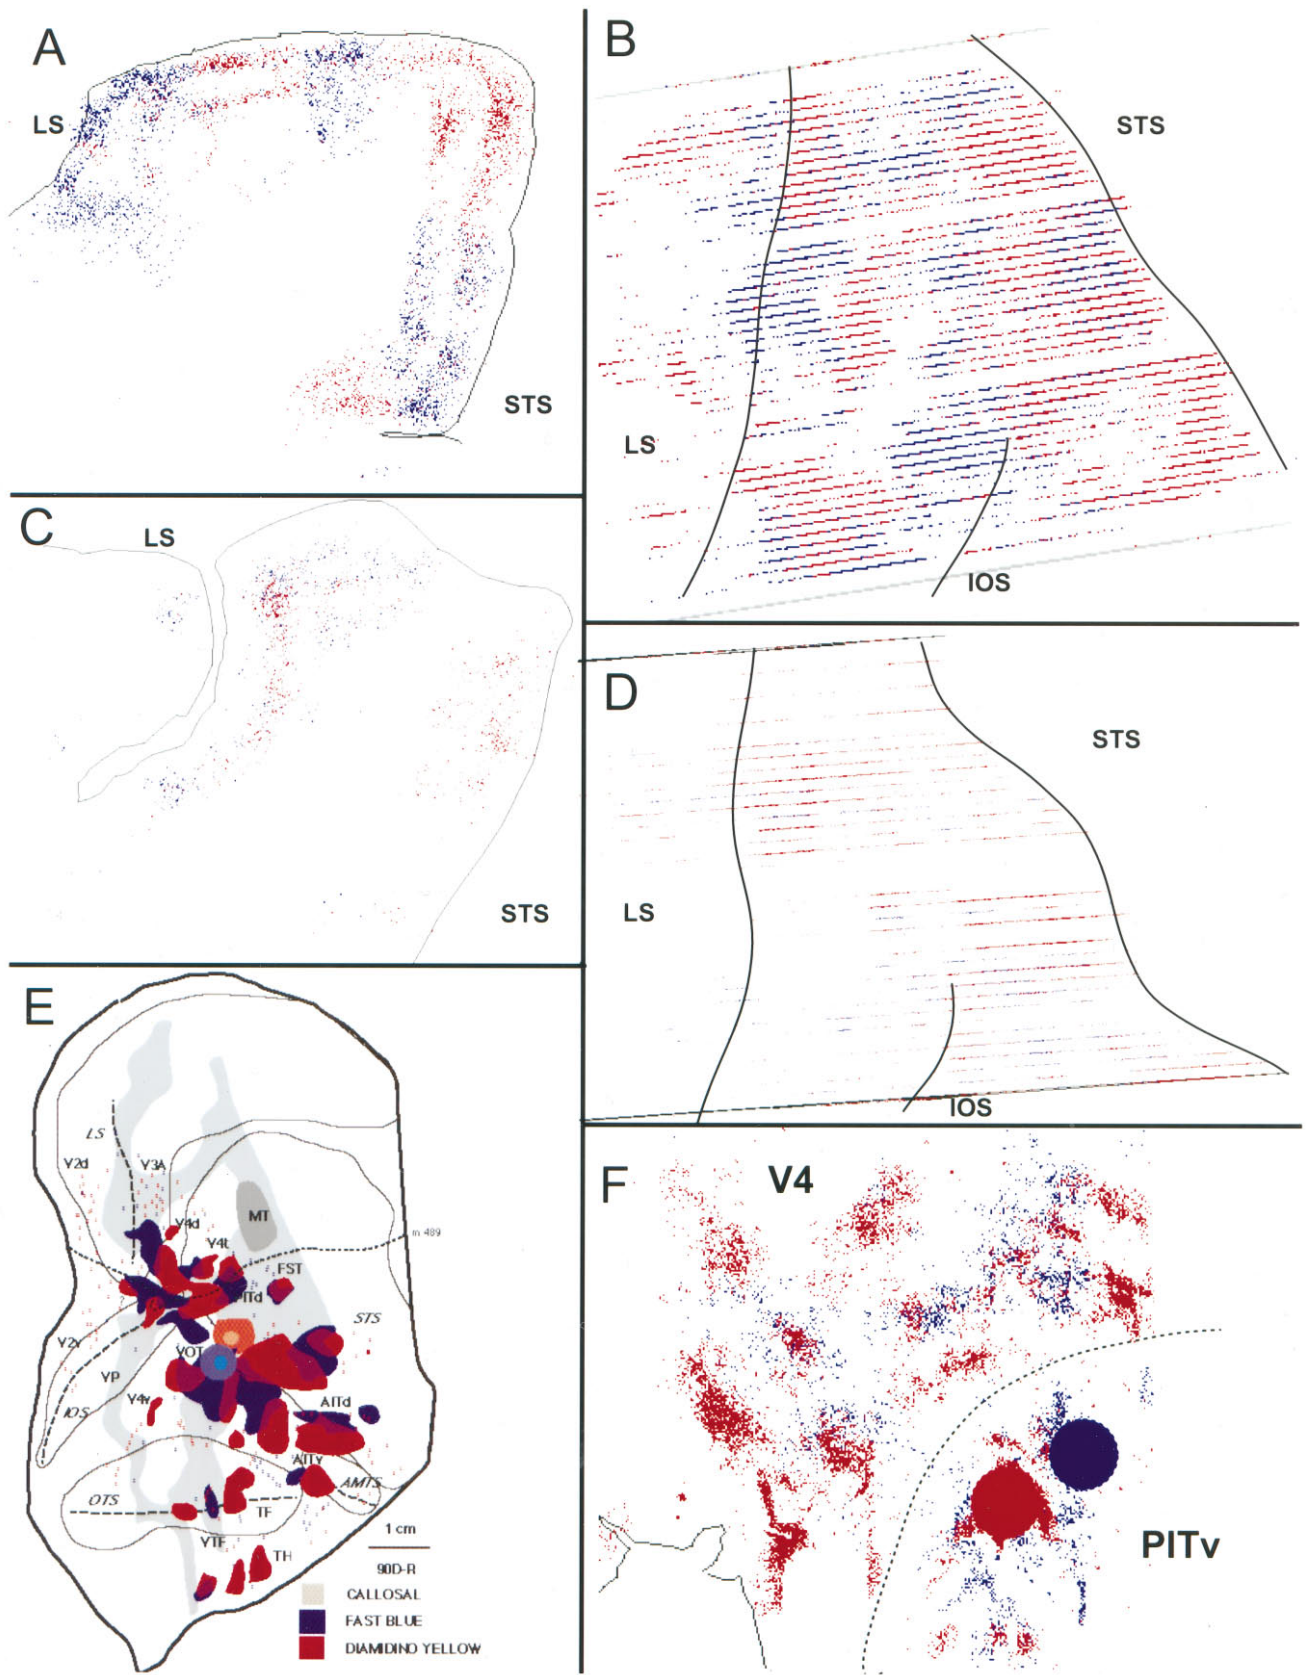 A
LS
STS
B
STS
LS
IOS
C
LS
STS
D
STS
LS
IOS
E
LS
V2d
V3A
V4d
V4t
MT
m 489
FST
PITd
STS
V2v
VOT
VP
IOS
V4v
AITd
AITv
AMTS
OTS
TF
VTF
TH
1 cm
90D-R
CALLOSAL
FAST BLUE
DIAMIDINO YELLOW
F
V4
PITv